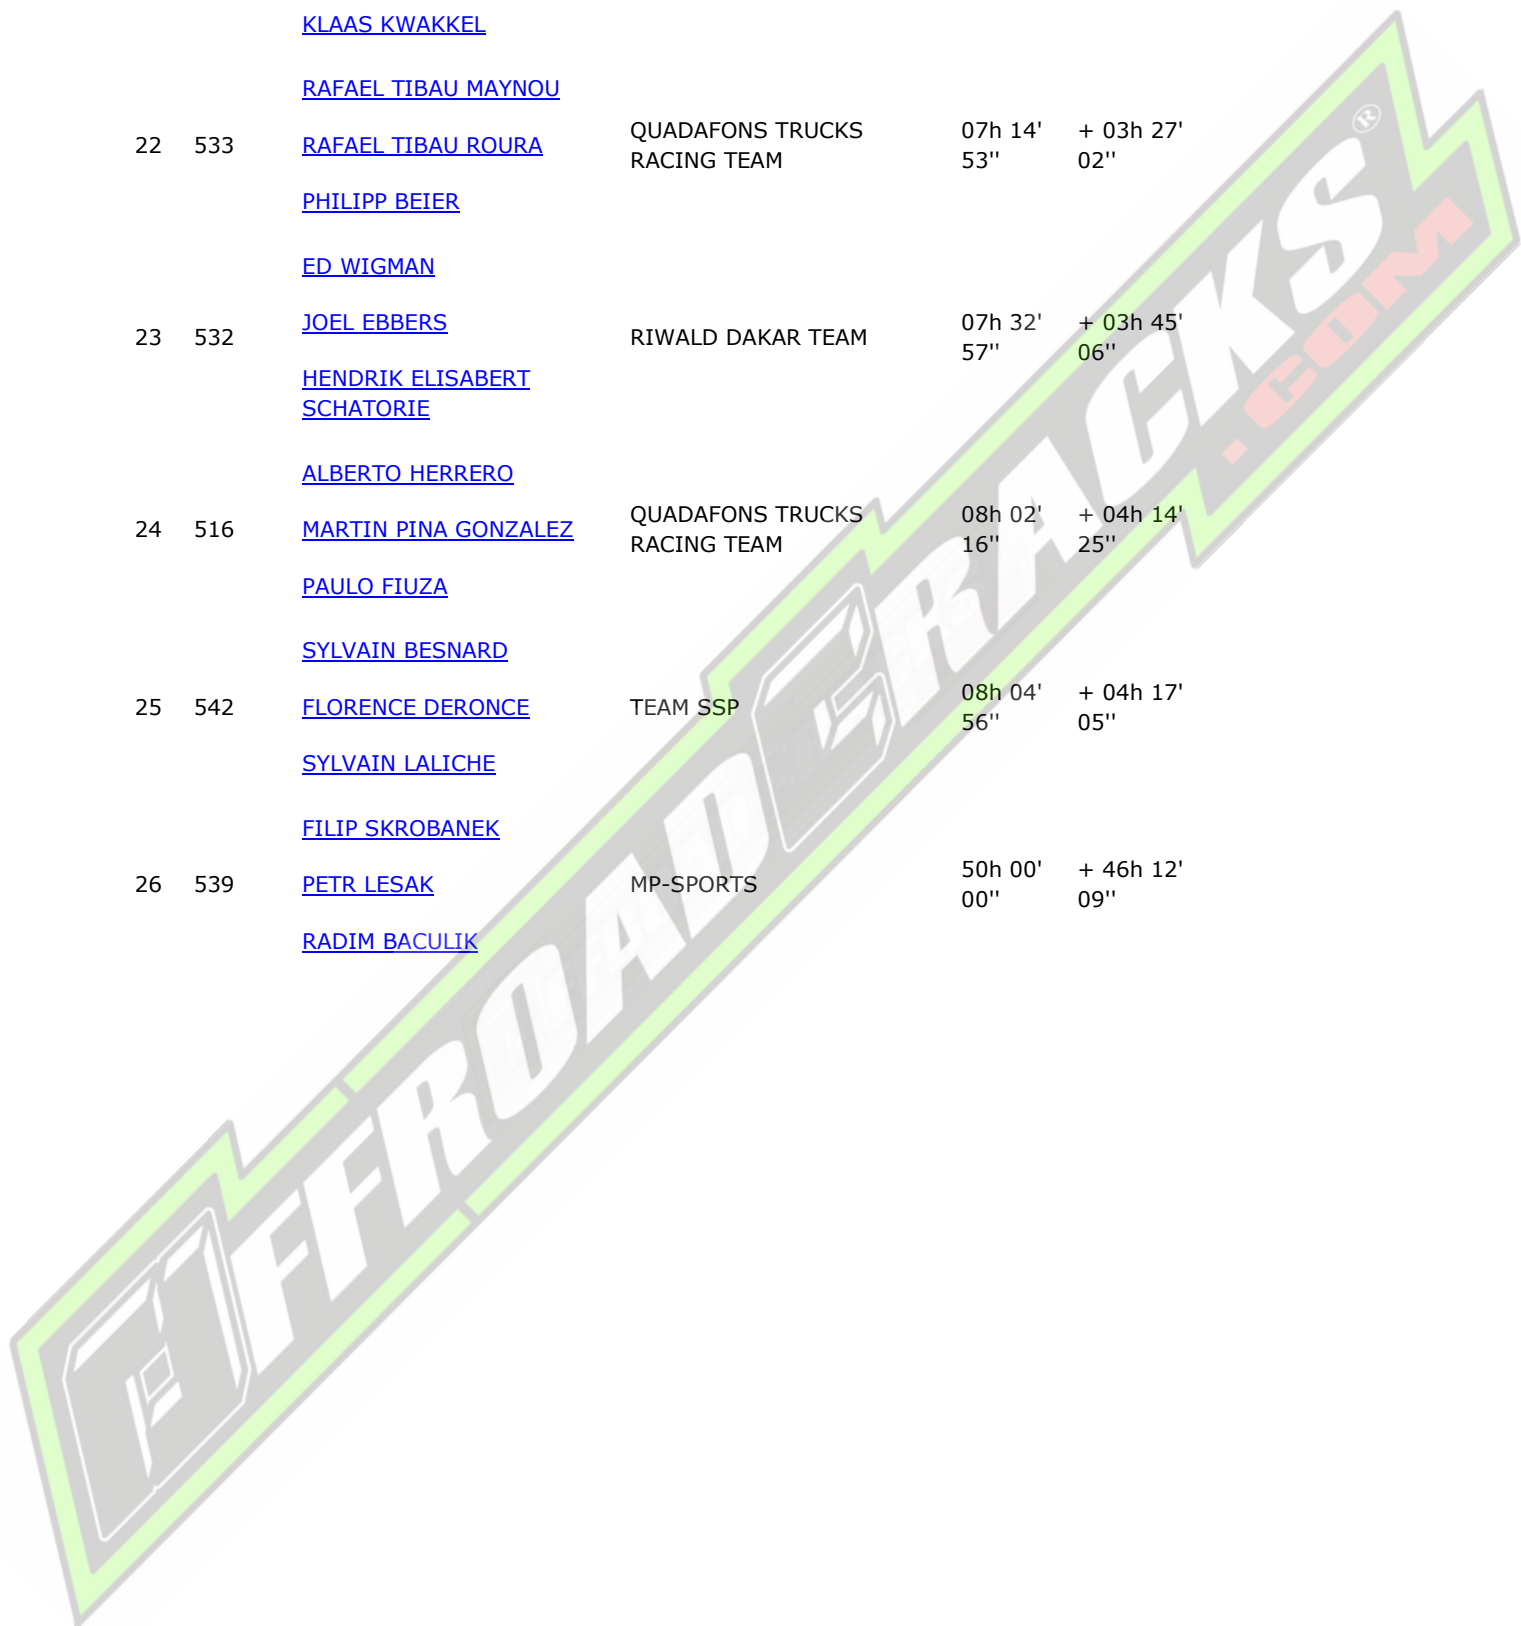 KLAAS KWAKKEL
RAFAEL TIBAU MAYNOU
22 533 RAFAEL TIBAU ROURA QUADAFONS TRUCKS RACING TEAM 07h 14' 53'' + 03h 27' 02''
PHILIPP BEIER
ED WIGMAN
23 532 JOEL EBBERS RIWALD DAKAR TEAM 07h 32' 57'' + 03h 45' 06''
HENDRIK ELISABERT
SCHATORIE
ALBERTO HERRERO
24 516 MARTIN PINA GONZALEZ QUADAFONS TRUCKS RACING TEAM 08h 02' 16'' + 04h 14' 25''
PAULO FIUZA
SYLVAIN BESNARD
25 542 FLORENCE DERONCE TEAM SSP 08h 04' 56'' + 04h 17' 05''
SYLVAIN LALICHE
FILIP SKROBANEK
26 539 PETR LESAK MP-SPORTS 50h 00' 00'' + 46h 12' 09''
RADIM BACULIK
OFFROADCRACKS®
.COM